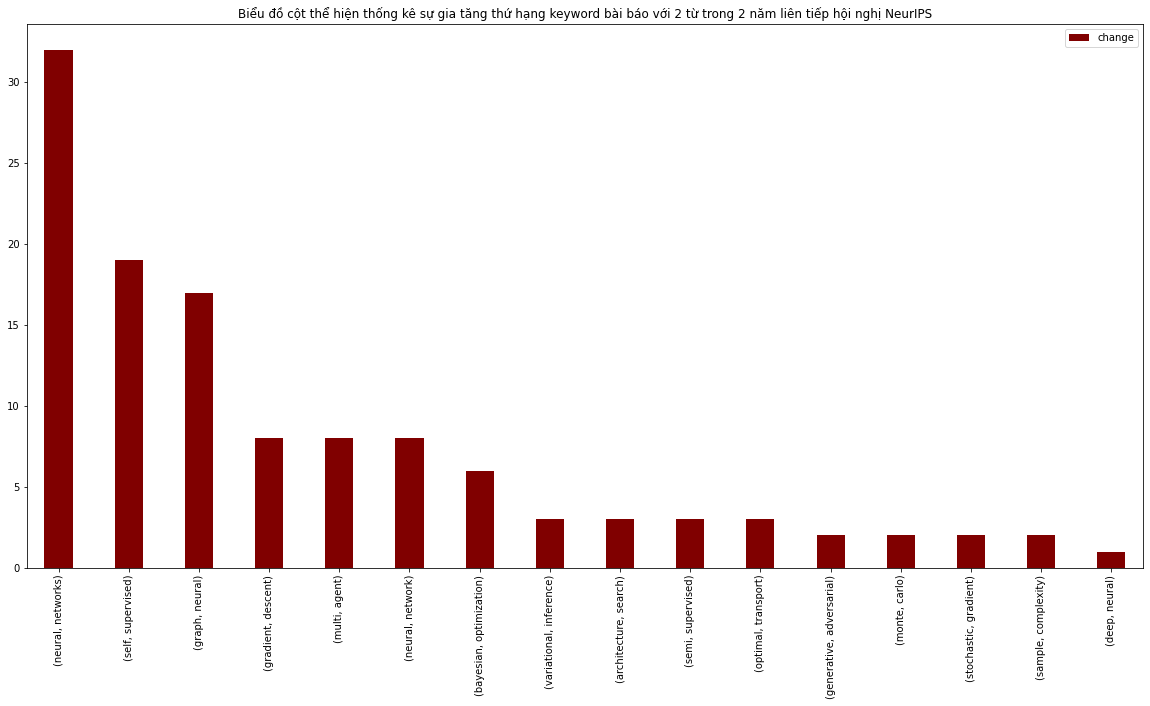 Biểu đồ cột thể hiện thống kê sự gia tăng thứ hạng keyword bài báo với 2 từ trong 2 năm liên tiếp hội nghị NeurIPS
change
30
25
20
15
10
5
0
(neural, networks)
(self, supervised)
(graph, neural)
(gradient, descent)
(multi, agent)
(neural, network)
(bayesian, optimization)
(variational, inference)
(architecture, search)
(semi, supervised)
(optimal, transport)
(generative, adversarial)
(monte, carlo)
(stochastic, gradient)
(sample, complexity)
(deep, neural)